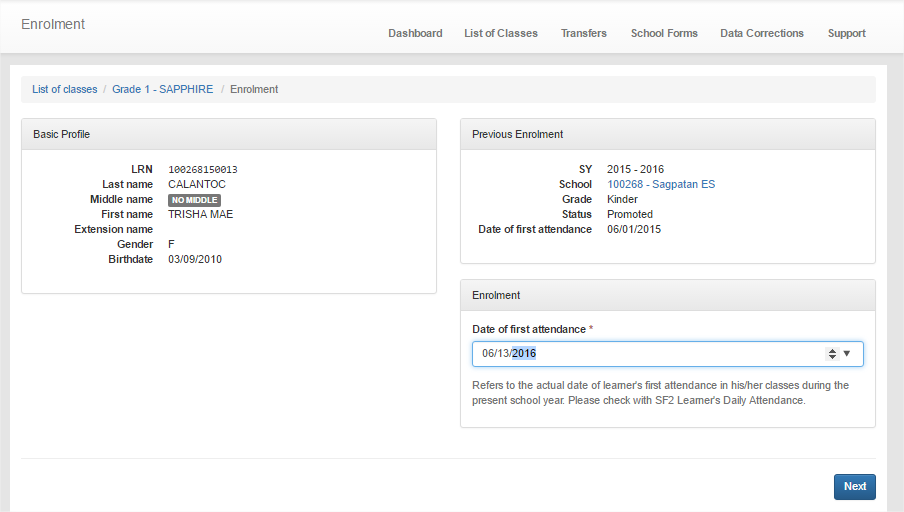 Enrolment
Dashboard List of Classes Transfers School Forms Data Corrections Support
List of classes / Grade 1 - SAPPHIRE / Enrolment
Basic Profile
LRN 100268150013
Last name CALANTOC
Middle name NO MIDDLE
First name TRISHA MAE
Extension name
Gender F
Birthdate 03/09/2010
Previous Enrolment
SY 2015 - 2016
School 100268 - Sagpatan ES
Grade Kinder
Status Promoted
Date of first attendance 06/01/2015
Enrolment
Date of first attendance *
06/13/2016
Refers to the actual date of learner's first attendance in his/her classes during the
present school year. Please check with SF2 Learner's Daily Attendance.
Next